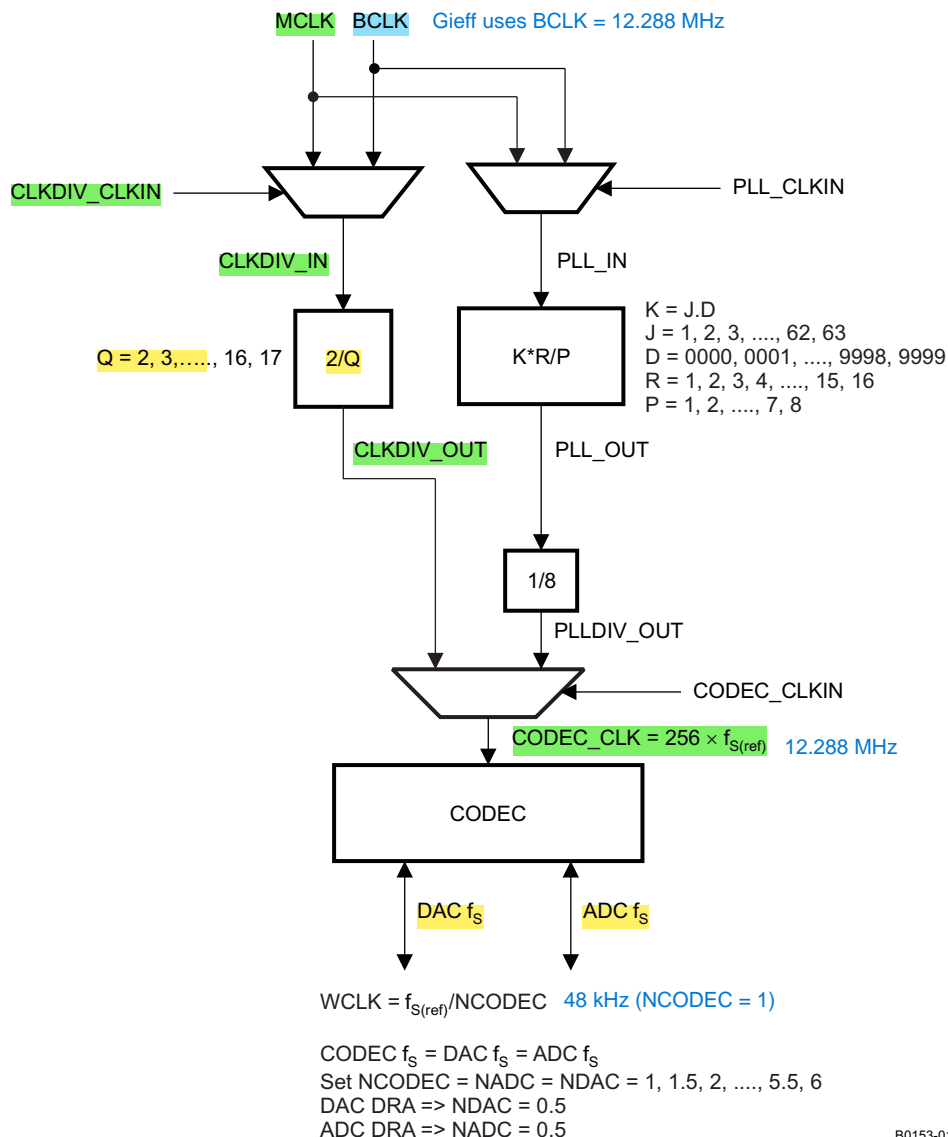 MCLK BCLK Gieff uses BCLK = 12.288 MHz
CLKDIV_CLKIN
PLL_CLKIN
CLKDIV_IN
PLL_IN
Q = 2, 3,....., 16, 17
2/Q
K*R/P
K = J.D
J = 1, 2, 3, ...., 62, 63
D = 0000, 0001, ...., 9998, 9999
R = 1, 2, 3, 4, ...., 15, 16
P = 1, 2, ...., 7, 8
CLKDIV_OUT
PLL_OUT
1/8
PLLDIV_OUT
CODEC_CLKIN
CODEC_CLK = 256 × fS(ref) 12.288 MHz
CODEC
DAC fS
ADC fS
WCLK = fS(ref)/NCODEC 48 kHz (NCODEC = 1)
CODEC fS = DAC fS = ADC fS
Set NCODEC = NADC = NDAC = 1, 1.5, 2, ...., 5.5, 6
DAC DRA => NDAC = 0.5
ADC DRA => NADC = 0.5